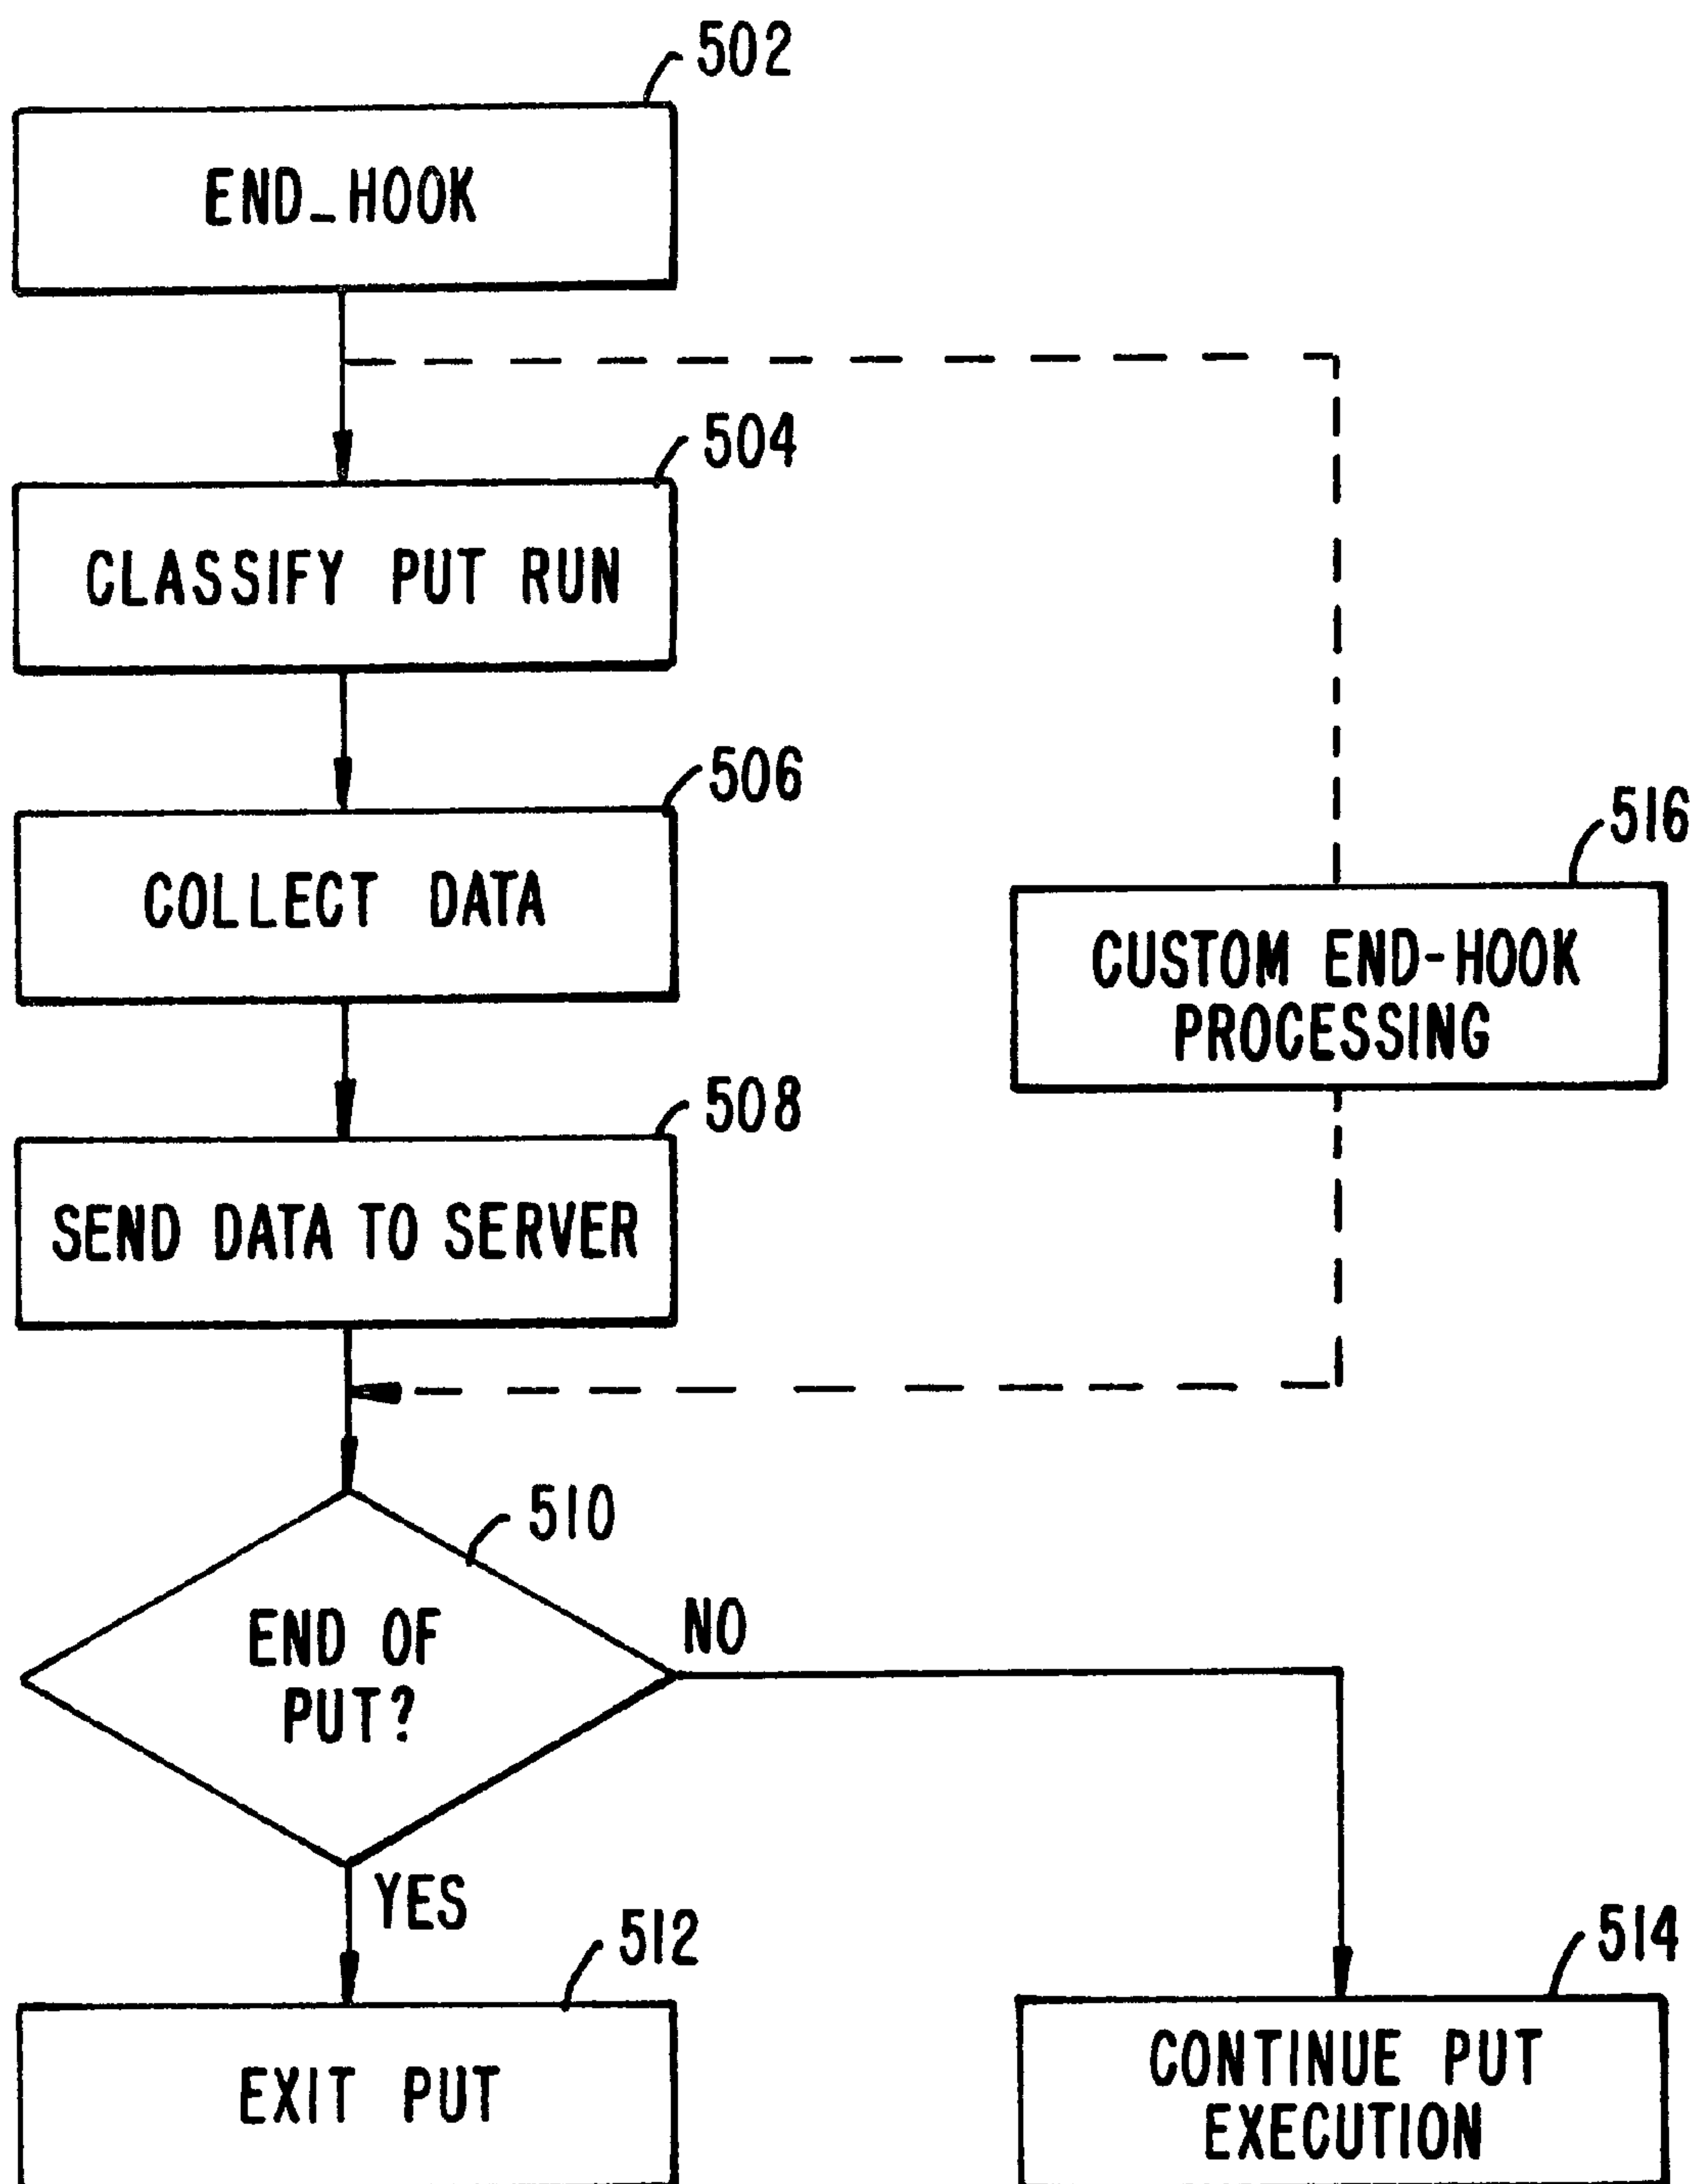 502
END_HOOK
504
CLASSIFY PUT RUN
506
COLLECT DATA
516
CUSTOM END-HOOK
PROCESSING
508
SEND DATA TO SERVER
510
END OF
PUT?
NO
YES
512
EXIT PUT
514
CONTINUE PUT
EXECUTION